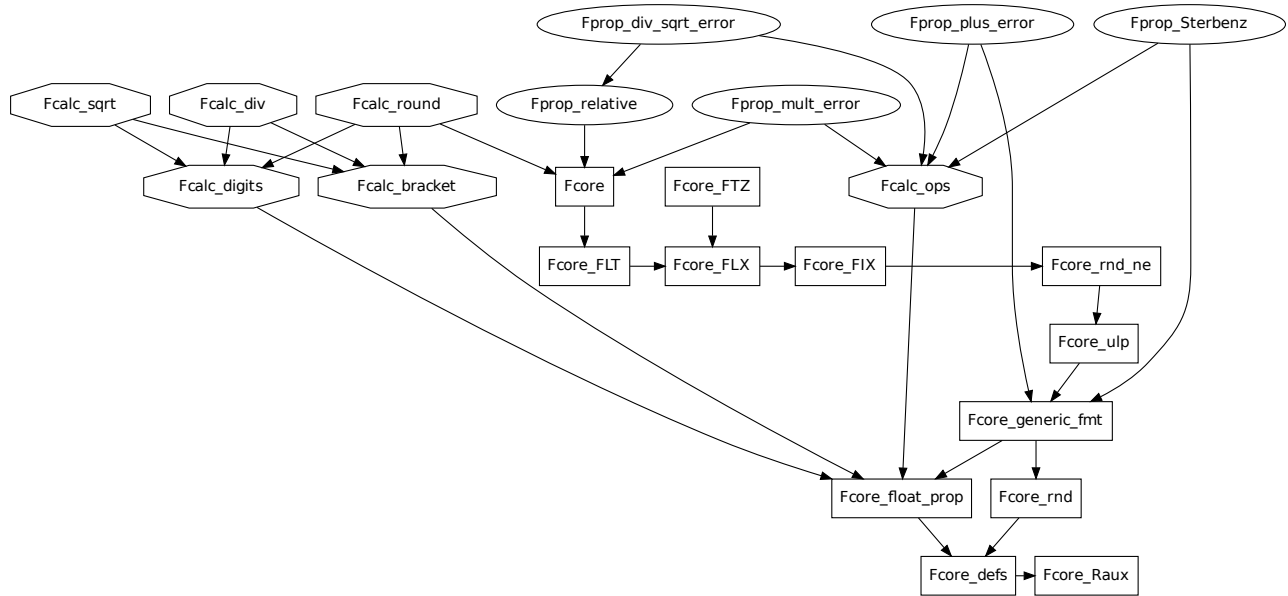 Fprop_div_sqrt_error
Fprop_plus_error
Fprop_Sterbenz
Fcalc_sqrt
Fcalc_div
Fcalc_round
Fprop_relative
Fprop_mult_error
Fcalc_digits
Fcalc_bracket
Fcore
Fcore_FTZ
Fcalc_ops
Fcore_FLT
Fcore_FLX
Fcore_FIX
Fcore_rnd_ne
Fcore_ulp
Fcore_generic_fmt
Fcore_float_prop
Fcore_rnd
Fcore_defs
Fcore_Raux